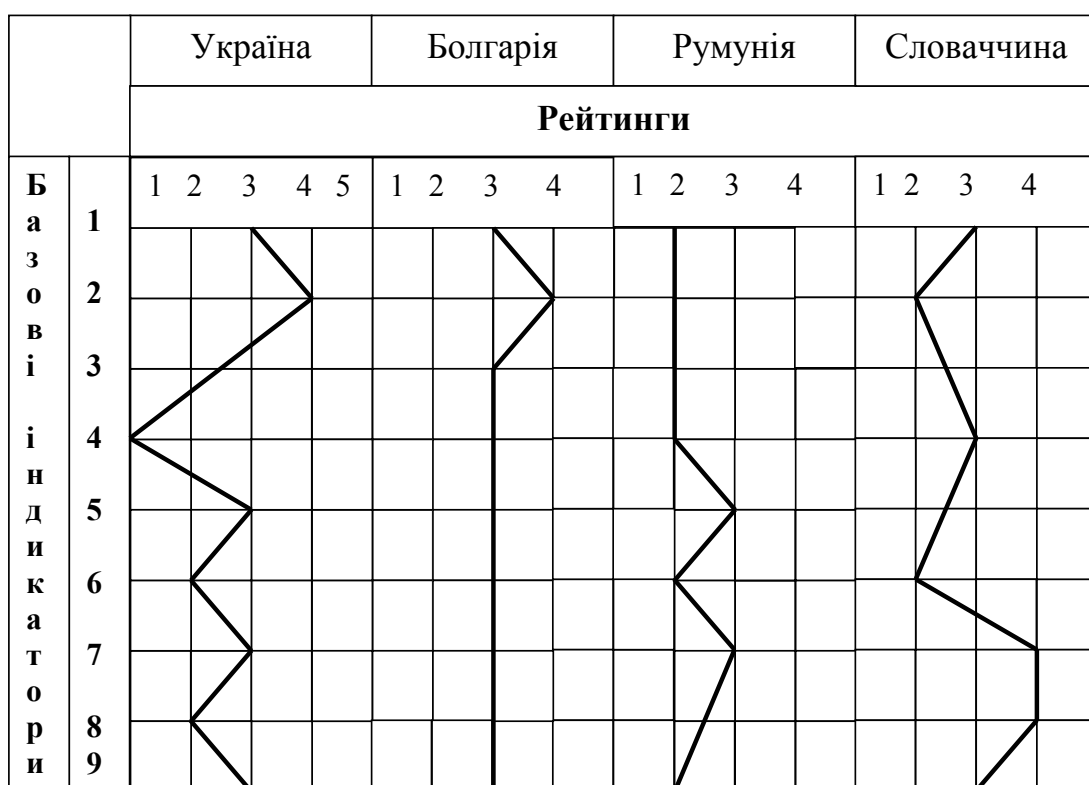 Україна Болгарія Румунія Словаччина
Рейтинги
Базові індикатори
1 2 3 4 5 1 2 3 4 1 2 3 4 1 2 3 4
1
2
3
4
5
6
7
8
9